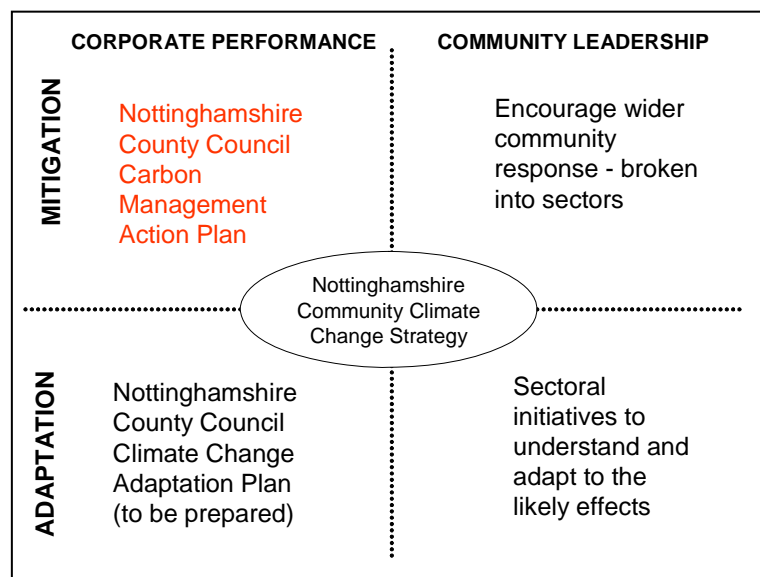 CORPORATE PERFORMANCE
COMMUNITY LEADERSHIP
MITIGATION
Nottinghamshire
County Council
Carbon
Management
Action Plan
Encourage wider
community
response - broken
into sectors
Nottinghamshire
Community Climate
Change Strategy
ADAPTATION
Nottinghamshire
County Council
Climate Change
Adaptation Plan
(to be prepared)
Sectoral
initiatives to
understand and
adapt to the
likely effects